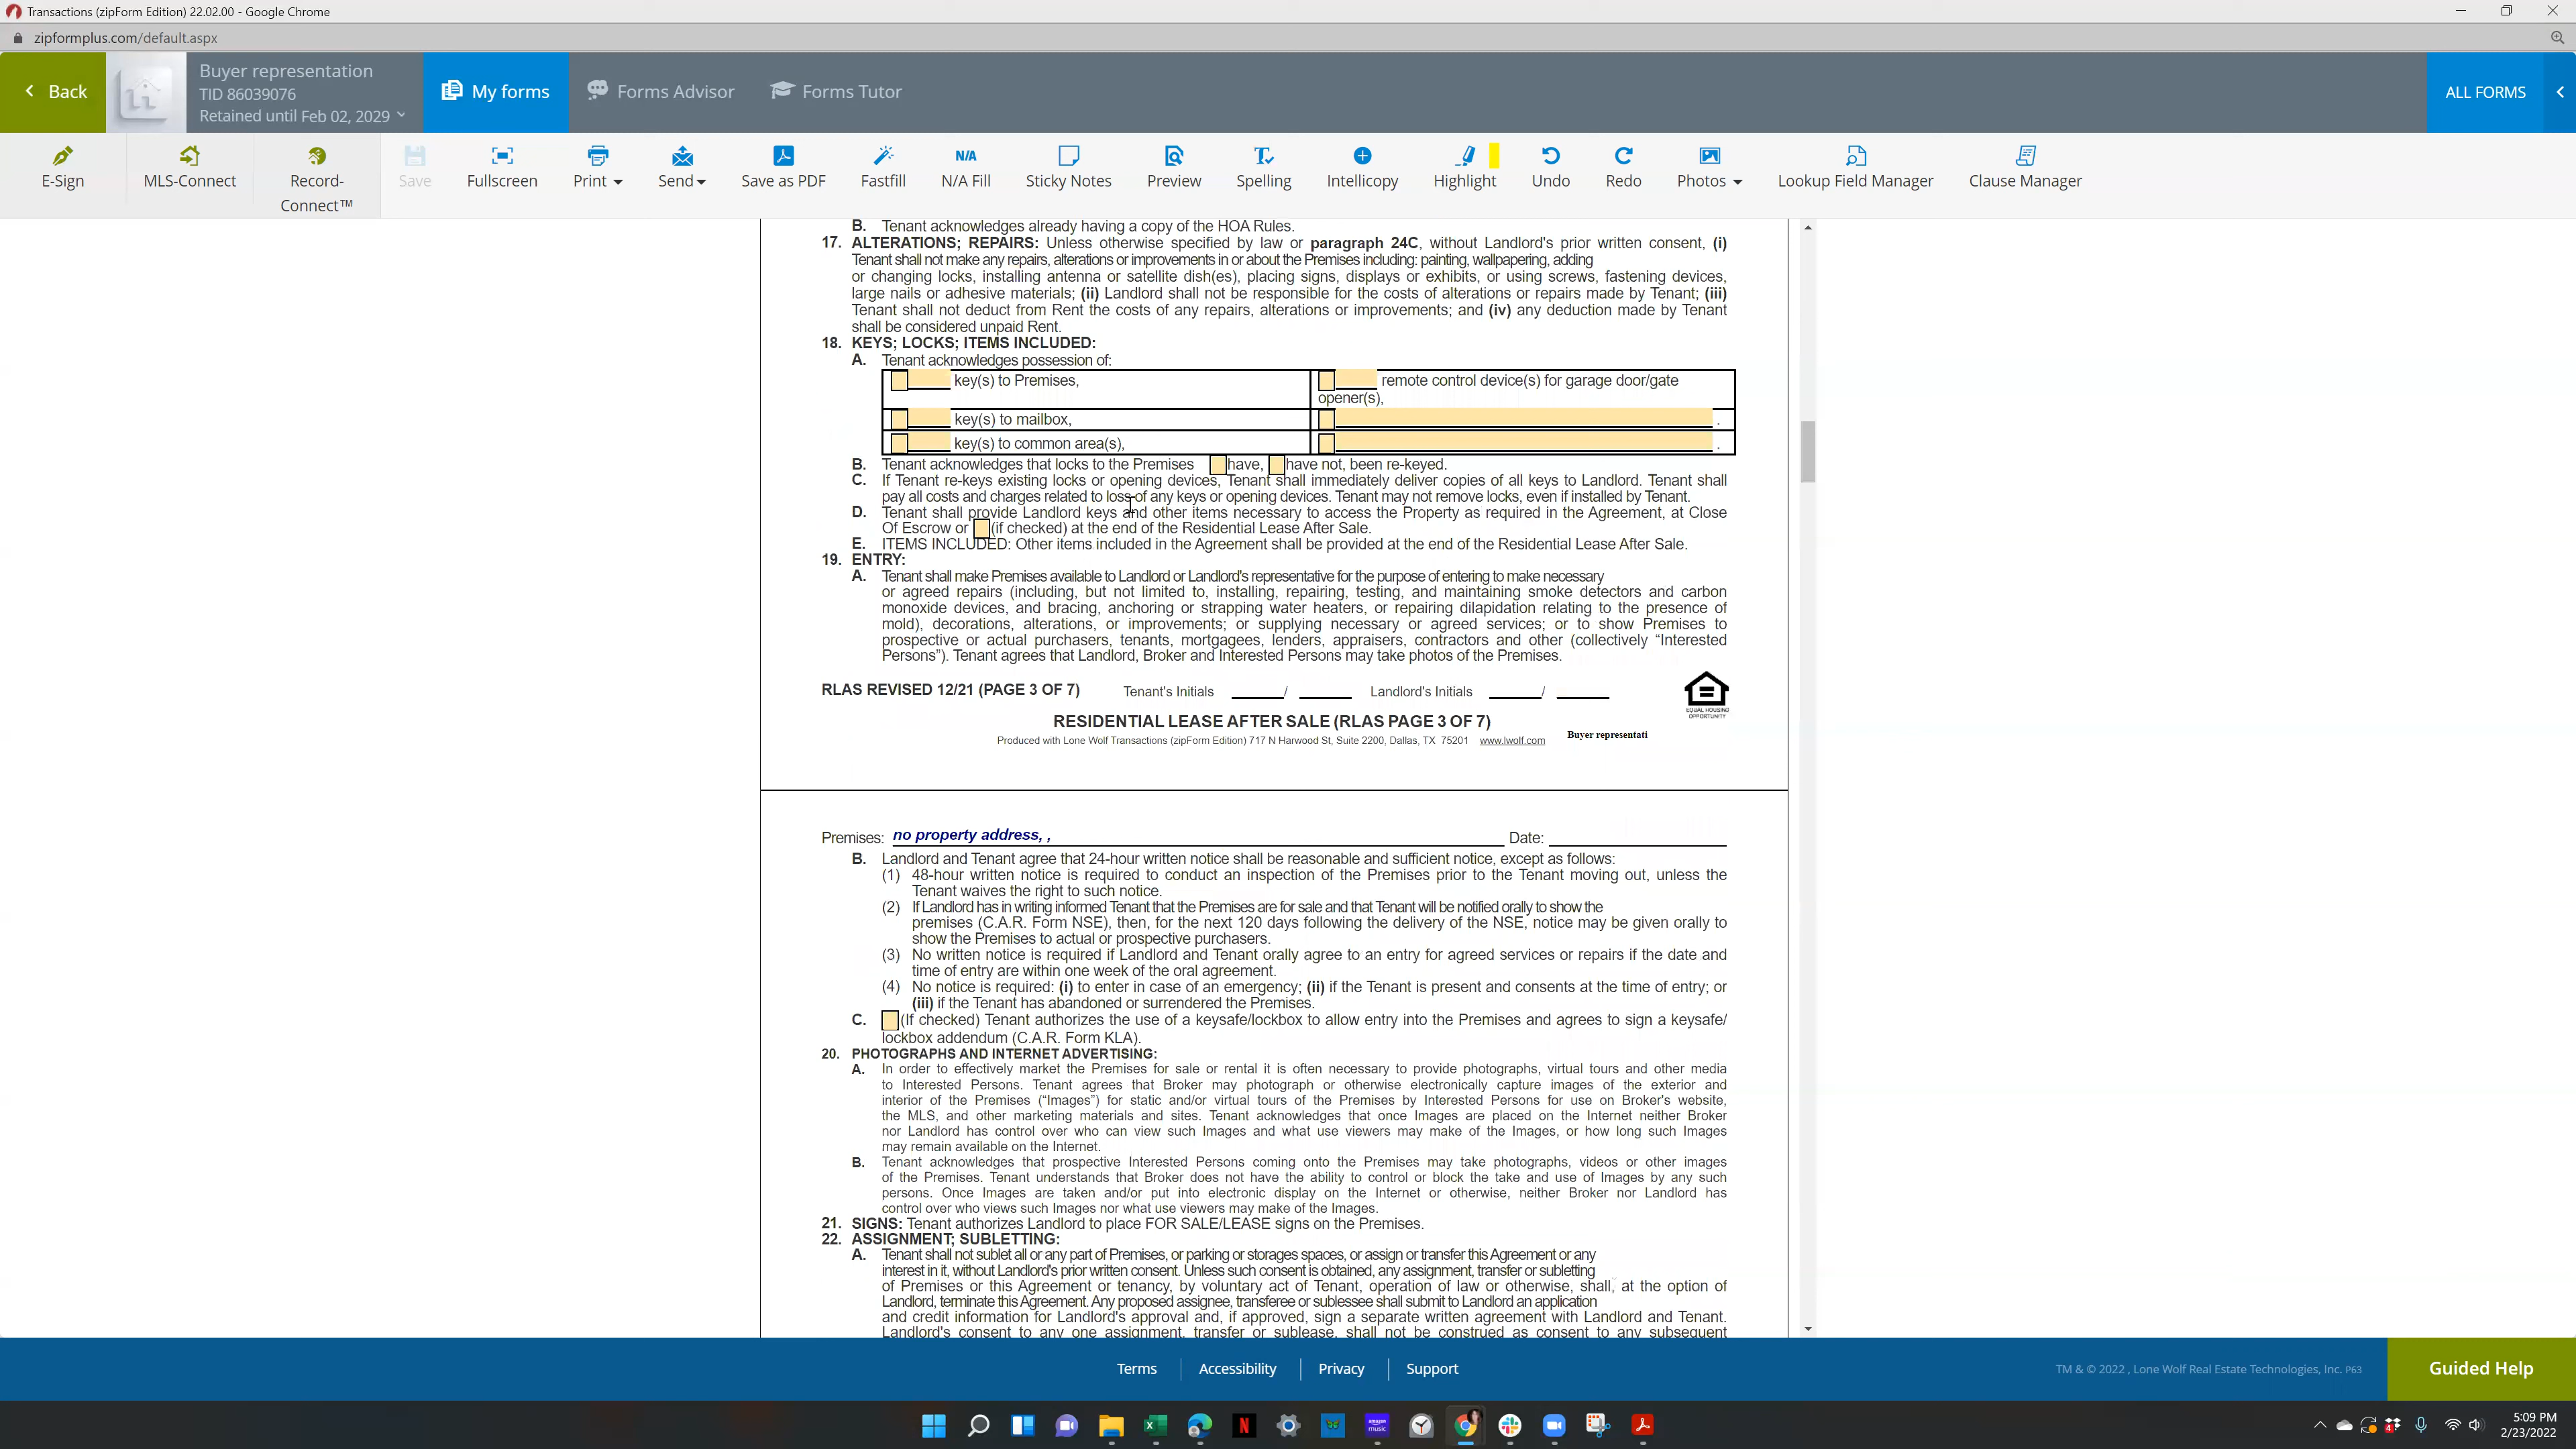 Transactions (zipForm Edition) 22.02.00 - Google Chrome
zipformplus.com/default.aspx
Back
Buyer representation
TID 86039076
Retained until Feb 02, 2029
My forms
Forms Advisor
Forms Tutor
ALL FORMS
E-Sign
MLS-Connect
Record-
Connect™
Save
Fullscreen
Print
Send
Save as PDF
Fastfill
N/A
N/A Fill
Sticky Notes
Preview
Spelling
Intellicopy
Highlight
Undo
Redo
Photos
Lookup Field Manager
Clause Manager
B. Tenant acknowledges already having a copy of the HOA Rules.
17. ALTERATIONS; REPAIRS: Unless otherwise specified by law or paragraph 24C, without Landlord's prior written consent, (i)
Tenant shall not make any repairs, alterations or improvements in or about the Premises including: painting, wallpapering, adding
or changing locks, installing antenna or satellite dish(es), placing signs, displays or exhibits, or using screws, fastening devices,
large nails or adhesive materials; (ii) Landlord shall not be responsible for the costs of alterations or repairs made by Tenant; (iii)
Tenant shall not deduct from Rent the costs of any repairs, alterations or improvements; and (iv) any deduction made by Tenant
shall be considered unpaid Rent.
18. KEYS; LOCKS; ITEMS INCLUDED:
A. Tenant acknowledges possession of:
key(s) to Premises,
remote control device(s) for garage door/gate
opener(s),
key(s) to mailbox,
.
key(s) to common area(s),
.
B. Tenant acknowledges that locks to the Premises have, have not, been re-keyed.
C. If Tenant re-keys existing locks or opening devices, Tenant shall immediately deliver copies of all keys to Landlord. Tenant shall
pay all costs and charges related to loss of any keys or opening devices. Tenant may not remove locks, even if installed by Tenant.
D. Tenant shall provide Landlord keys and other items necessary to access the Property as required in the Agreement, at Close
Of Escrow or (if checked) at the end of the Residential Lease After Sale.
E. ITEMS INCLUDED: Other items included in the Agreement shall be provided at the end of the Residential Lease After Sale.
19. ENTRY:
A. Tenant shall make Premises available to Landlord or Landlord's representative for the purpose of entering to make necessary
or agreed repairs (including, but not limited to, installing, repairing, testing, and maintaining smoke detectors and carbon
monoxide devices, and bracing, anchoring or strapping water heaters, or repairing dilapidation relating to the presence of
mold), decorations, alterations, or improvements; or supplying necessary or agreed services; or to show Premises to
prospective or actual purchasers, tenants, mortgagees, lenders, appraisers, contractors and other (collectively “Interested
Persons”). Tenant agrees that Landlord, Broker and Interested Persons may take photos of the Premises.
RLAS REVISED 12/21 (PAGE 3 OF 7) Tenant's Initials / Landlord's Initials /
EQUAL HOUSING
OPPORTUNITY
RESIDENTIAL LEASE AFTER SALE (RLAS PAGE 3 OF 7)
Produced with Lone Wolf Transactions (zipForm Edition) 717 N Harwood St, Suite 2200, Dallas, TX 75201 www.lwolf.com
Buyer representati
Premises: no property address, , Date:
B. Landlord and Tenant agree that 24-hour written notice shall be reasonable and sufficient notice, except as follows:
(1) 48-hour written notice is required to conduct an inspection of the Premises prior to the Tenant moving out, unless the
Tenant waives the right to such notice.
(2) If Landlord has in writing informed Tenant that the Premises are for sale and that Tenant will be notified orally to show the
premises (C.A.R. Form NSE), then, for the next 120 days following the delivery of the NSE, notice may be given orally to
show the Premises to actual or prospective purchasers.
(3) No written notice is required if Landlord and Tenant orally agree to an entry for agreed services or repairs if the date and
time of entry are within one week of the oral agreement.
(4) No notice is required: (i) to enter in case of an emergency; (ii) if the Tenant is present and consents at the time of entry; or
(iii) if the Tenant has abandoned or surrendered the Premises.
C. (If checked) Tenant authorizes the use of a keysafe/lockbox to allow entry into the Premises and agrees to sign a keysafe/
lockbox addendum (C.A.R. Form KLA).
20. PHOTOGRAPHS AND INTERNET ADVERTISING:
A. In order to effectively market the Premises for sale or rental it is often necessary to provide photographs, virtual tours and other media
to Interested Persons. Tenant agrees that Broker may photograph or otherwise electronically capture images of the exterior and
interior of the Premises (“Images”) for static and/or virtual tours of the Premises by Interested Persons for use on Broker's website,
the MLS, and other marketing materials and sites. Tenant acknowledges that once Images are placed on the Internet neither Broker
nor Landlord has control over who can view such Images and what use viewers may make of the Images, or how long such Images
may remain available on the Internet.
B. Tenant acknowledges that prospective Interested Persons coming onto the Premises may take photographs, videos or other images
of the Premises. Tenant understands that Broker does not have the ability to control or block the take and use of Images by any such
persons. Once Images are taken and/or put into electronic display on the Internet or otherwise, neither Broker nor Landlord has
control over who views such Images nor what use viewers may make of the Images.
21. SIGNS: Tenant authorizes Landlord to place FOR SALE/LEASE signs on the Premises.
22. ASSIGNMENT; SUBLETTING:
A. Tenant shall not sublet all or any part of Premises, or parking or storages spaces, or assign or transfer this Agreement or any
interest in it, without Landlord's prior written consent. Unless such consent is obtained, any assignment, transfer or subletting
of Premises or this Agreement or tenancy, by voluntary act of Tenant, operation of law or otherwise, shall, at the option of
Landlord, terminate this Agreement. Any proposed assignee, transferee or sublessee shall submit to Landlord an application
and credit information for Landlord's approval and, if approved, sign a separate written agreement with Landlord and Tenant.
Landlord's consent to any one assignment, transfer or sublease, shall not be construed as consent to any subsequent
Terms
Accessibility
Privacy
Support
TM & © 2022 , Lone Wolf Real Estate Technologies, Inc. P63
Guided Help
amazon
music
5:09 PM
2/23/2022